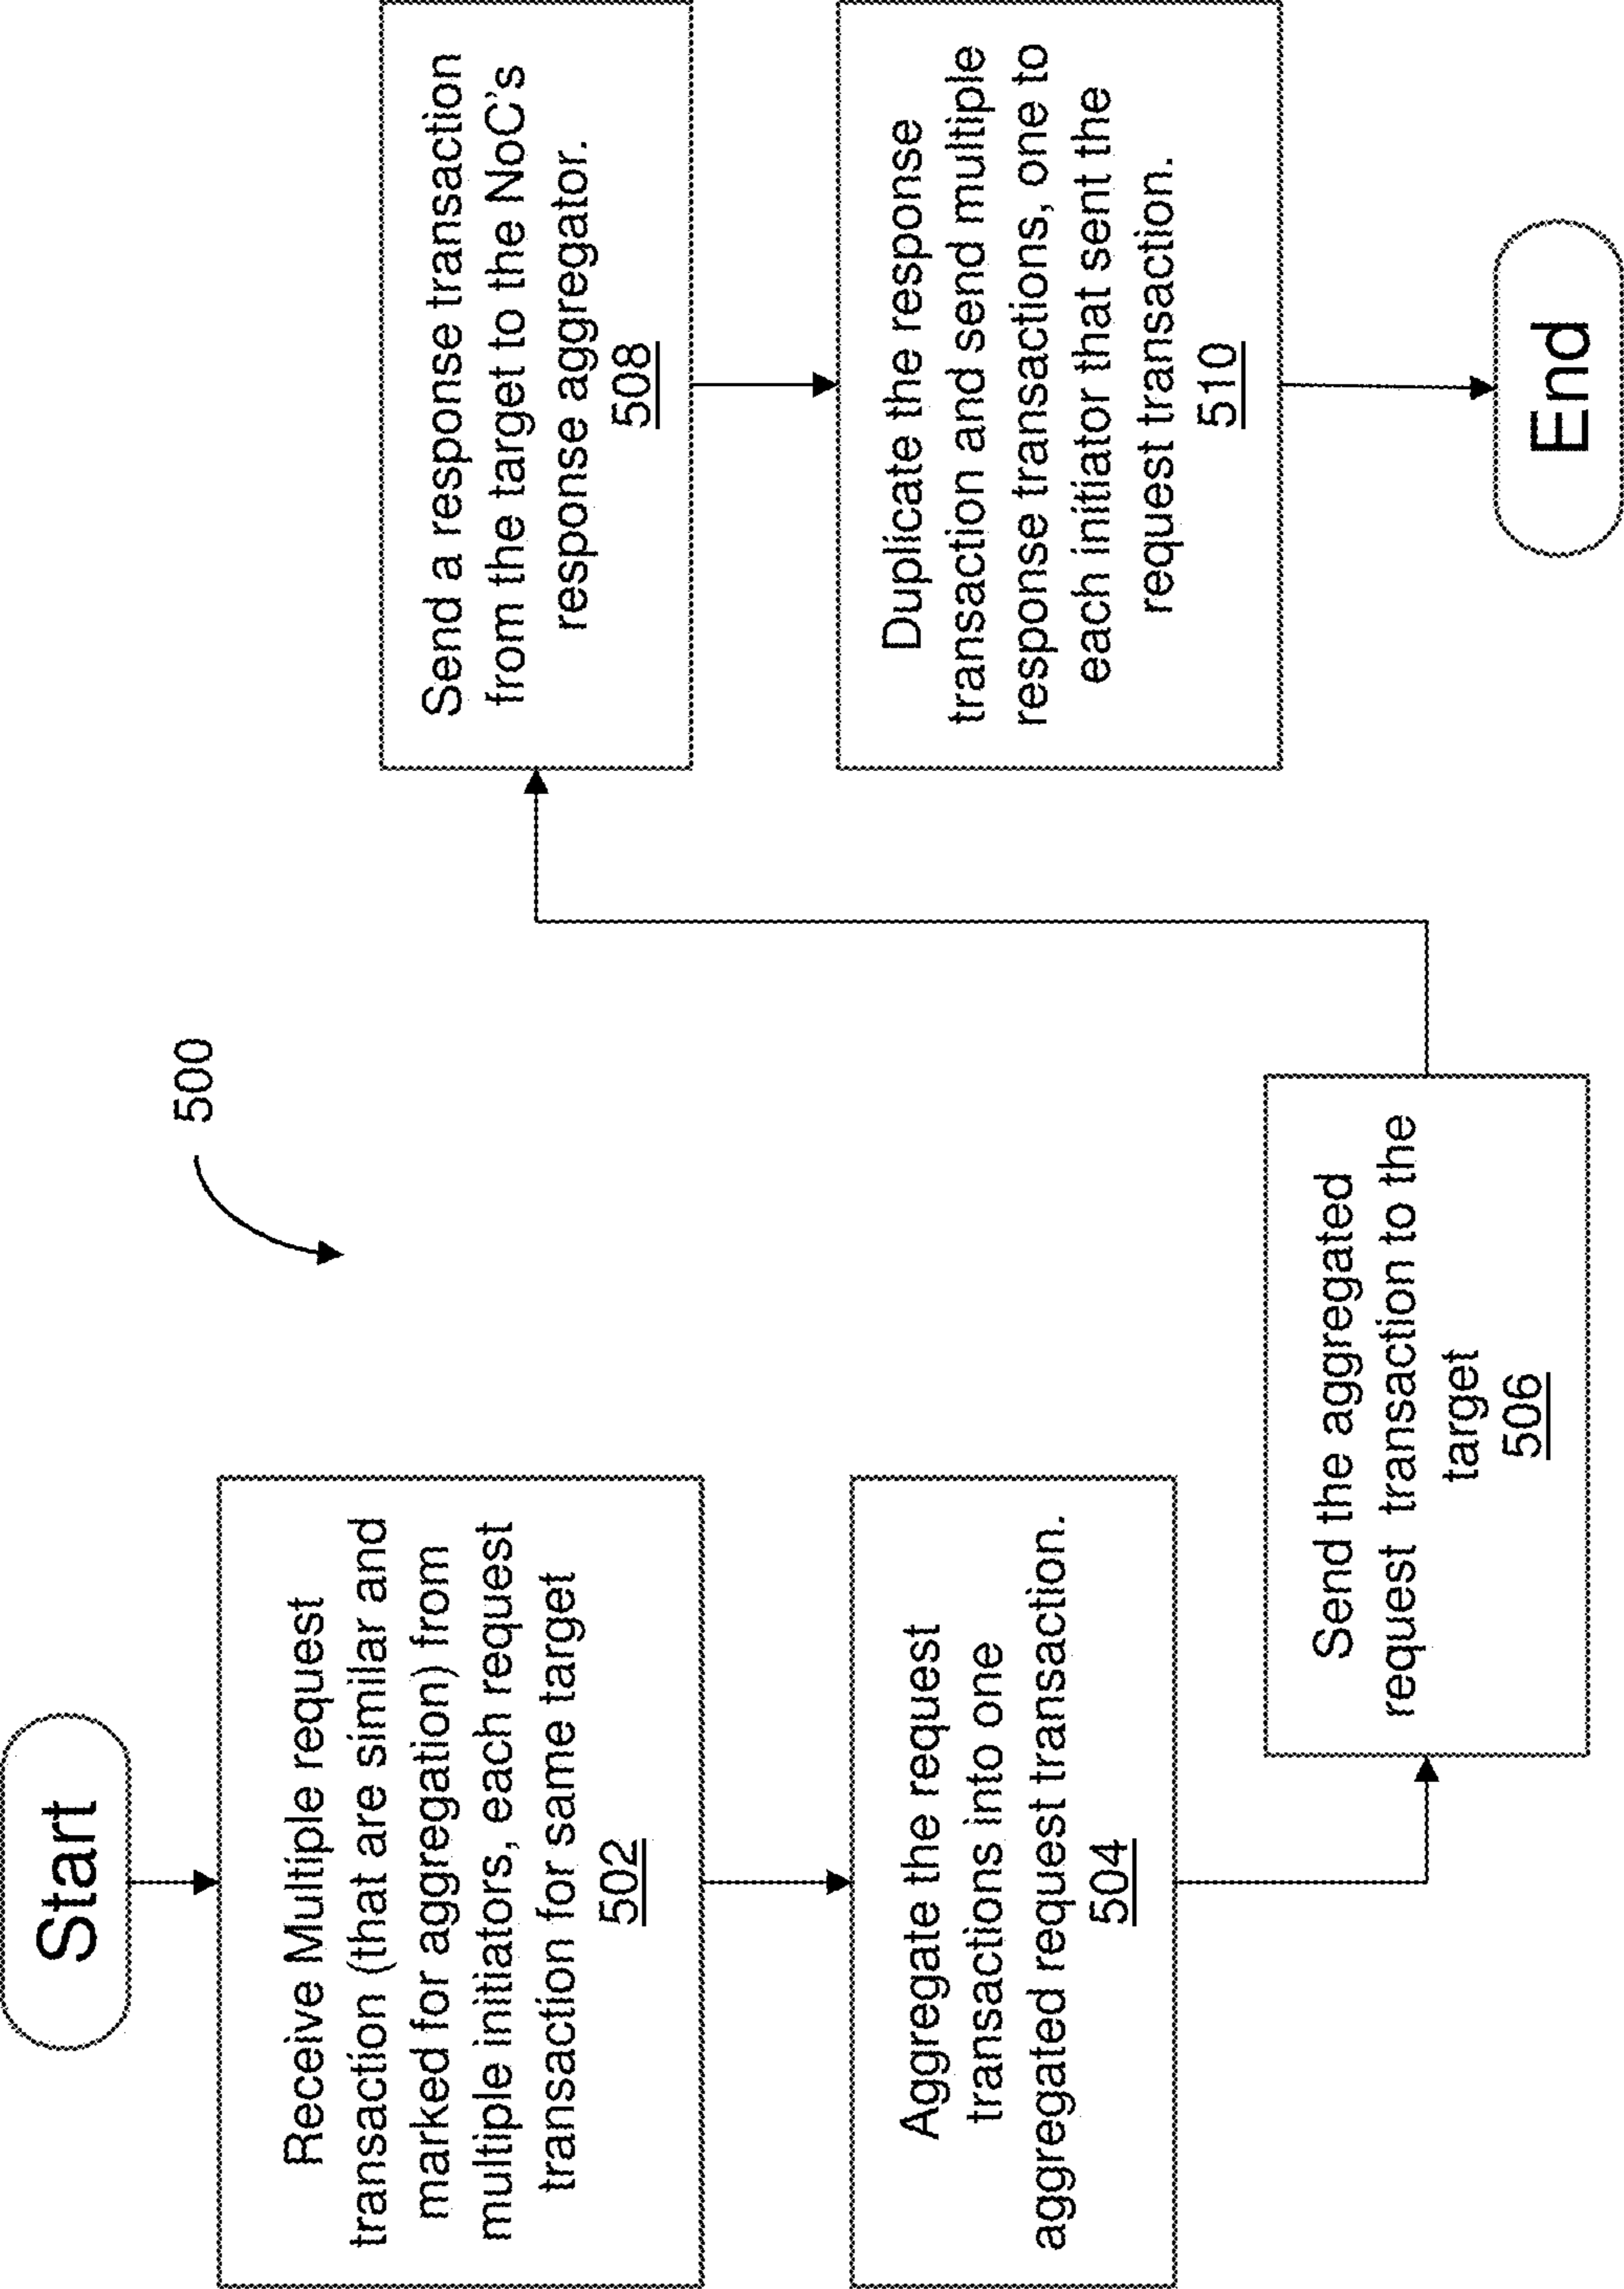 500
Start
Receive Multiple request
transaction (that are similar and
marked for aggregation) from
multiple initiators, each request
transaction for same target
502
Aggregate the request
transactions into one
aggregated request transaction.
504
Send the aggregated
request transaction to the
target
506
Send a response transaction
from the target to the NoC's
response aggregator.
508
Duplicate the response
transaction and send multiple
response transactions, one to
each initiator that sent the
request transaction.
510
End